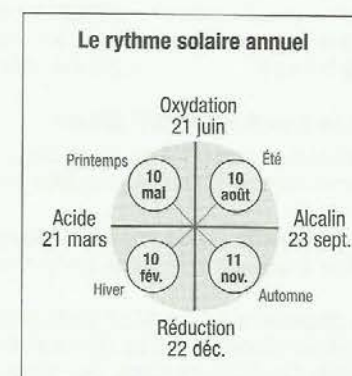 Le rythme solaire annuel
Oxydation
21 juin
Printemps
10
mai
10
août
Été
Acide
21 mars
Alcalin
23 sept.
Hiver
10
fév.
11
nov.
Automne
Réduction
22 déc.